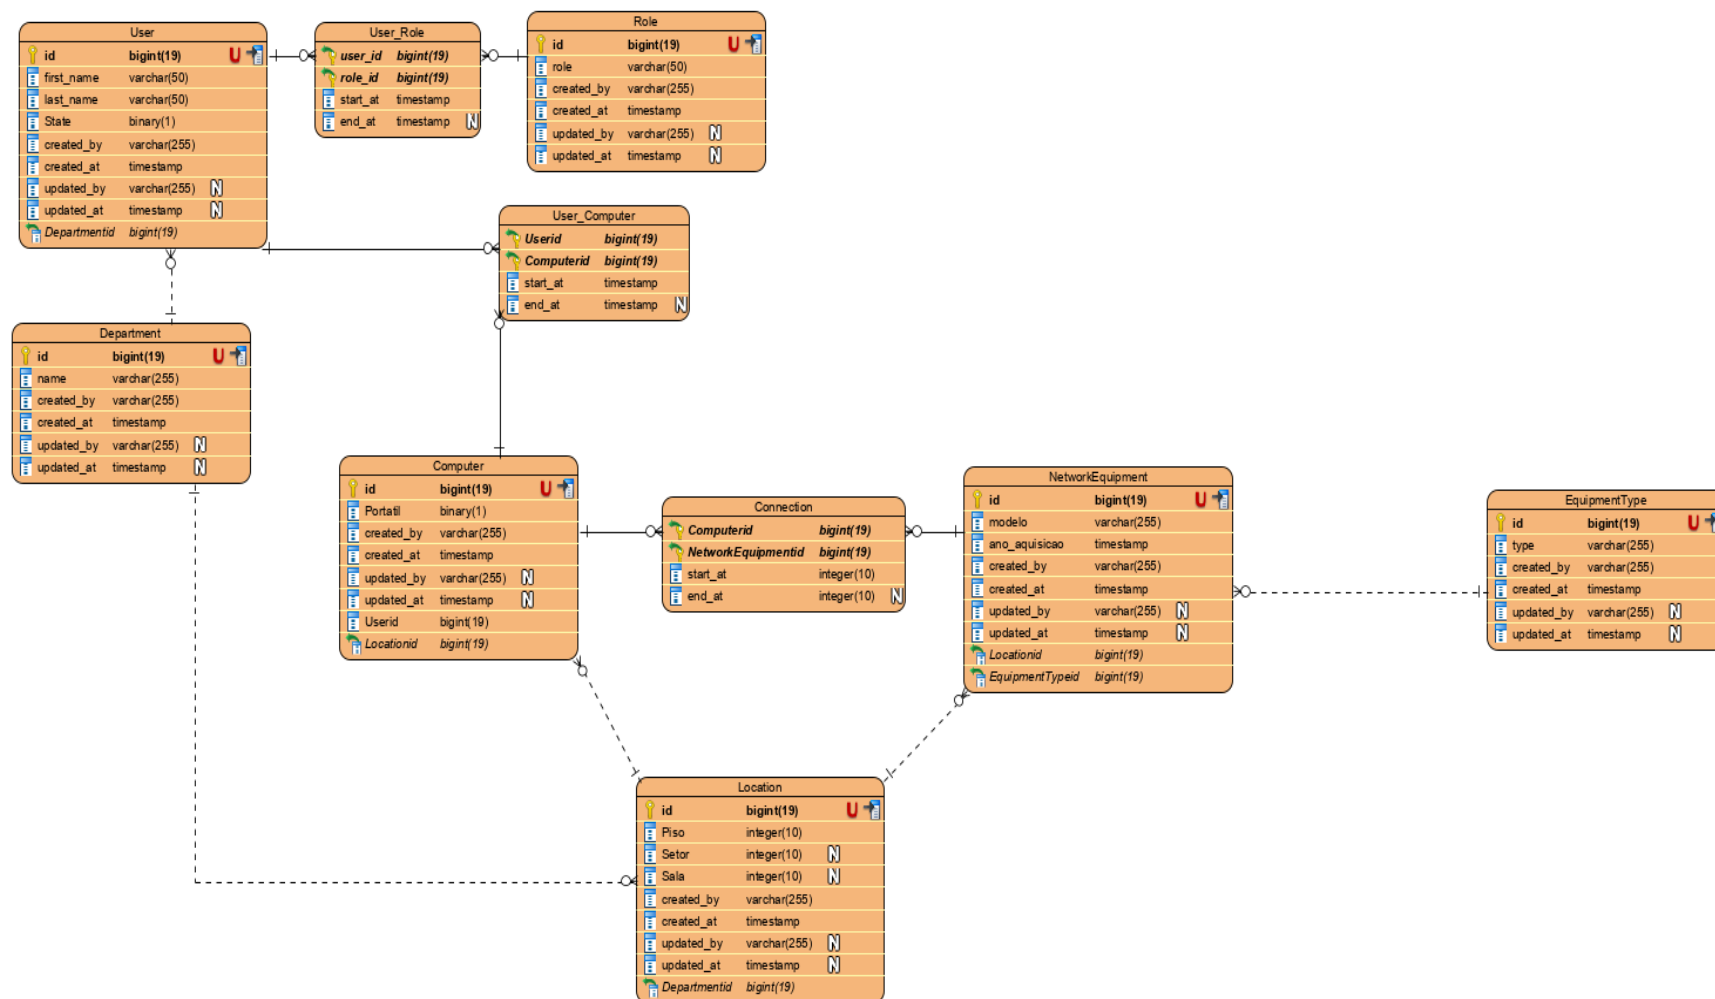 User
id bigint(19) U
first_name varchar(50)
last_name varchar(50)
State binary(1)
created_by varchar(255)
created_at timestamp
updated_by varchar(255) N
updated_at timestamp N
Departmentid bigint(19)
User_Role
user_id bigint(19)
role_id bigint(19)
start_at timestamp
end_at timestamp N
Role
id bigint(19) U
role varchar(50)
created_by varchar(255)
created_at timestamp
updated_by varchar(255) N
updated_at timestamp N
User_Computer
Userid bigint(19)
Computerid bigint(19)
start_at timestamp
end_at timestamp N
Department
id bigint(19) U
name varchar(255)
created_by varchar(255)
created_at timestamp
updated_by varchar(255) N
updated_at timestamp N
Computer
id bigint(19) U
Portatil binary(1)
created_by varchar(255)
created_at timestamp
updated_by varchar(255) N
updated_at timestamp N
Userid bigint(19)
Locationid bigint(19)
Connection
Computerid bigint(19)
NetworkEquipmentid bigint(19)
start_at integer(10)
end_at integer(10) N
NetworkEquipment
id bigint(19) U
modelo varchar(255)
ano_aquisicao timestamp
created_by varchar(255)
created_at timestamp
updated_by varchar(255) N
updated_at timestamp N
Locationid bigint(19)
EquipmentTypeid bigint(19)
EquipmentType
id bigint(19) U
type varchar(255)
created_by varchar(255)
created_at timestamp
updated_by varchar(255) N
updated_at timestamp N
Location
id bigint(19) U
Piso integer(10)
Setor integer(10) N
Sala integer(10) N
created_by varchar(255)
created_at timestamp
updated_by varchar(255) N
updated_at timestamp N
Departmentid bigint(19)